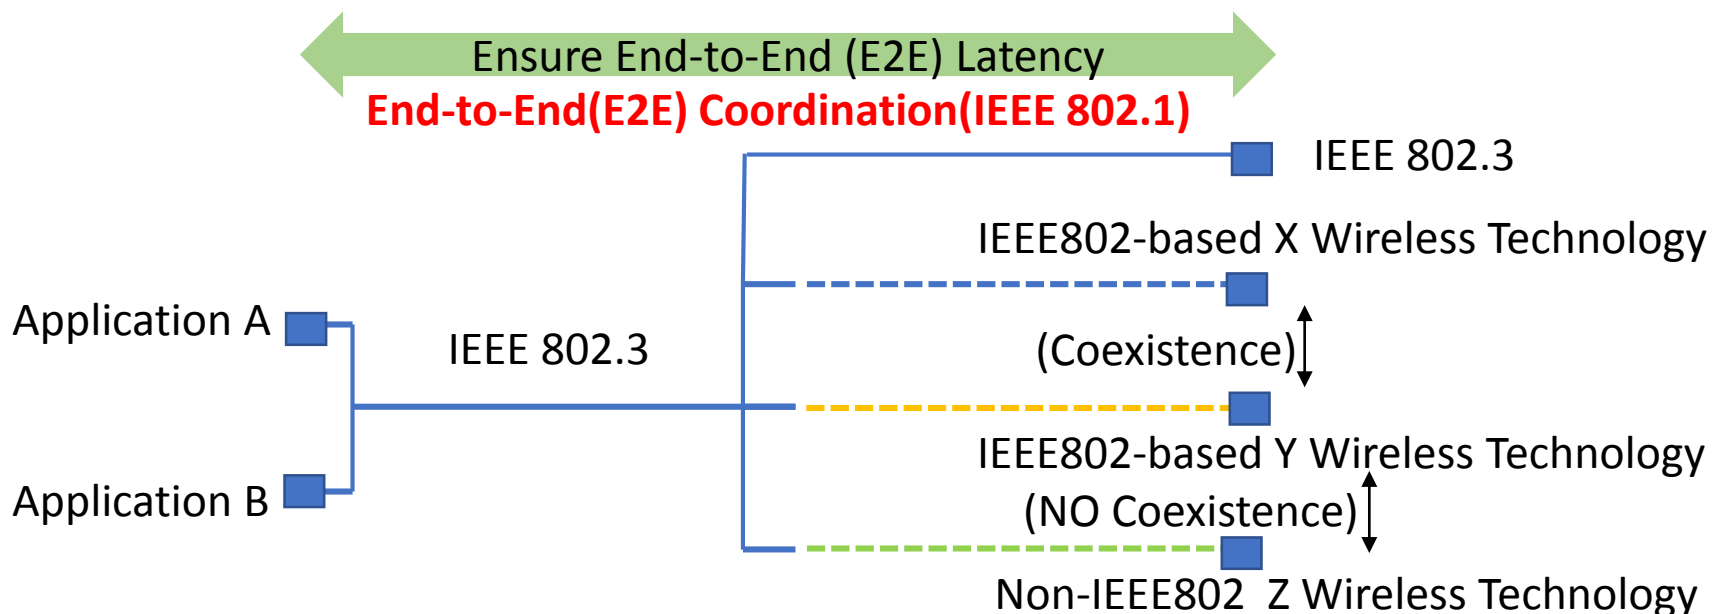 Ensure End-to-End (E2E) Latency
End-to-End(E2E) Coordination(IEEE 802.1)
IEEE 802.3
IEEE802-based X Wireless Technology
Application A
IEEE 802.3
(Coexistence)
IEEE802-based Y Wireless Technology
Application B
(NO Coexistence)
Non-IEEE802 Z Wireless Technology